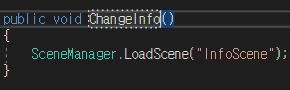 public void ChangeInfo()
{
SceneManager.LoadScene("InfoScene");
}